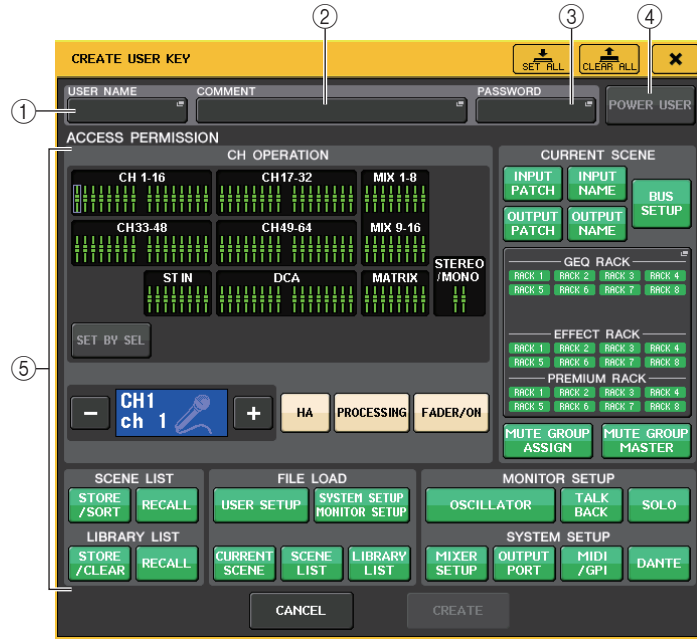 ① ② ③ ④ ⑤
CREATE USER KEY
SET ALL
CLEAR ALL
USER NAME
COMMENT
PASSWORD
POWER USER
ACCESS PERMISSION
CH OPERATION
CH 1-16
CH17-32
MIX 1-8
CH33-48
CH49-64
MIX 9-16
ST IN
DCA
MATRIX
STEREO
/MONO
SET BY SEL
−
CH1
ch 1
+
HA
PROCESSING
FADER/ON
CURRENT SCENE
INPUT
PATCH
INPUT
NAME
BUS
SETUP
OUTPUT
PATCH
OUTPUT
NAME
GEQ RACK
RACK 1 RACK 2 RACK 3 RACK 4
RACK 5 RACK 6 RACK 7 RACK 8
EFFECT RACK
RACK 1 RACK 2 RACK 3 RACK 4
RACK 5 RACK 6 RACK 7 RACK 8
PREMIUM RACK
RACK 1 RACK 2 RACK 3 RACK 4
RACK 5 RACK 6 RACK 7 RACK 8
MUTE GROUP
ASSIGN
MUTE GROUP
MASTER
SCENE LIST
STORE
/SORT
RECALL
LIBRARY LIST
STORE
/CLEAR
RECALL
FILE LOAD
USER SETUP
SYSTEM SETUP
MONITOR SETUP
CURRENT
SCENE
SCENE
LIST
LIBRARY
LIST
MONITOR SETUP
OSCILLATOR
TALK
BACK
SOLO
SYSTEM SETUP
MIXER
SETUP
OUTPUT
PORT
MIDI
/GPI
DANTE
CANCEL
CREATE